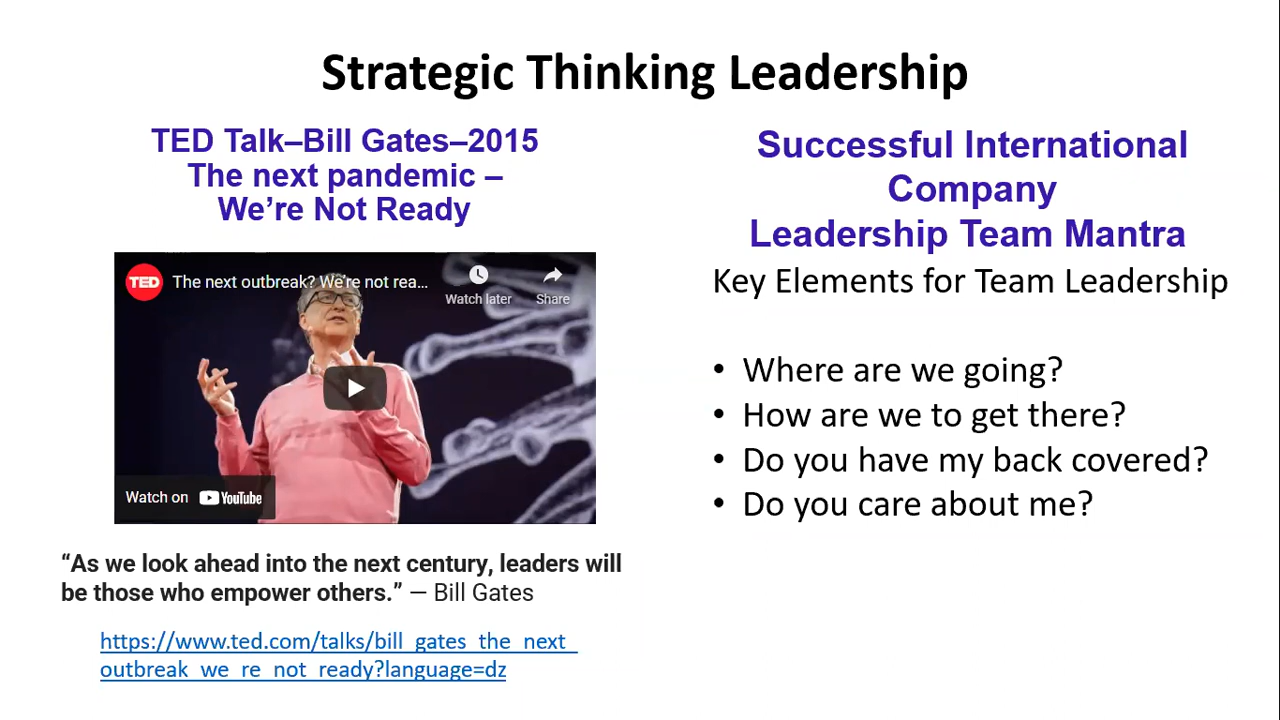 Strategic Thinking Leadership
TED Talk–Bill Gates–2015
The next pandemic –
We're Not Ready
TED
The next outbreak? We're not rea...
Watch later
Share
Watch on YouTube
“As we look ahead into the next century, leaders will
be those who empower others.” — Bill Gates
https://www.ted.com/talks/bill_gates_the_next_
outbreak_we_re_not_ready?language=dz
Successful International
Company
Leadership Team Mantra
Key Elements for Team Leadership
• Where are we going?
• How are we to get there?
• Do you have my back covered?
• Do you care about me?